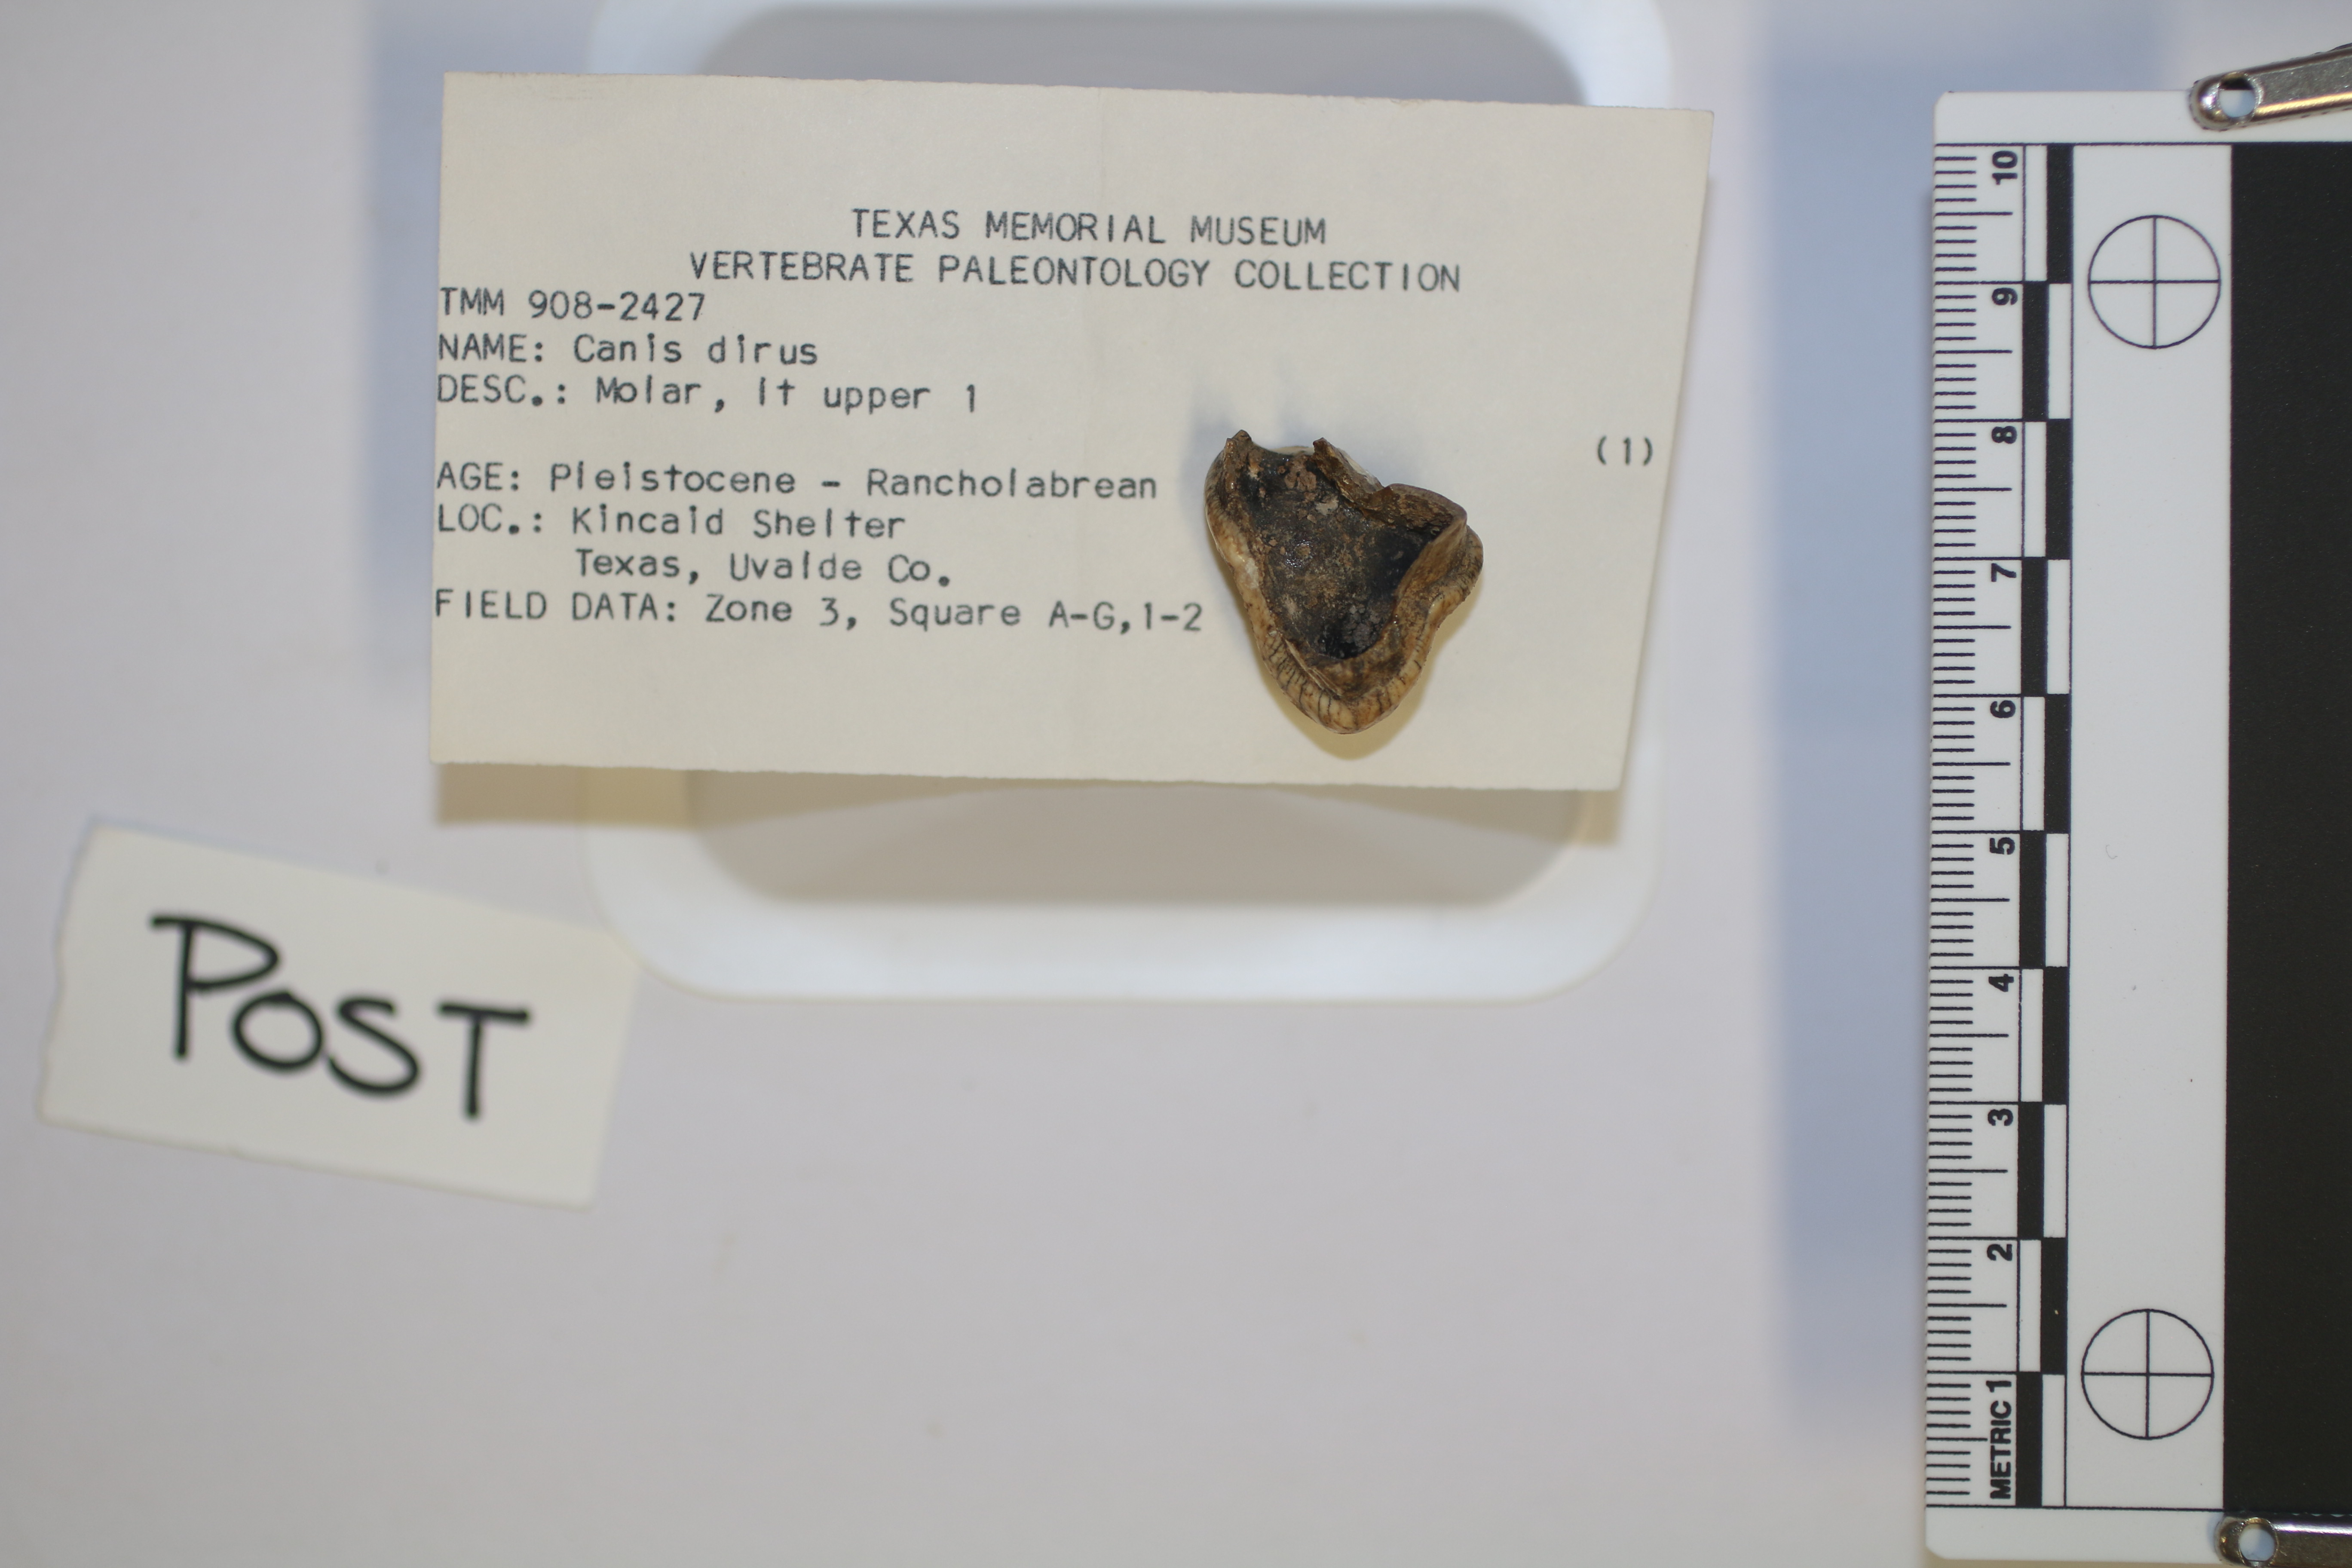 TEXAS MEMORIAL MUSEUM
VERTEBRATE PALEONTOLOGY COLLECTION
TMM 908-2427
NAME: Canis dirus
DESC.: Molar, lt upper 1
(1)
AGE: Pleistocene - Rancholabrean
LOC.: Kincaid Shelter
Texas, Uvalde Co.
FIELD DATA: Zone 3, Square A-G,1-2
POST
10
9
8
7
6
5
4
3
2
METRIC 1